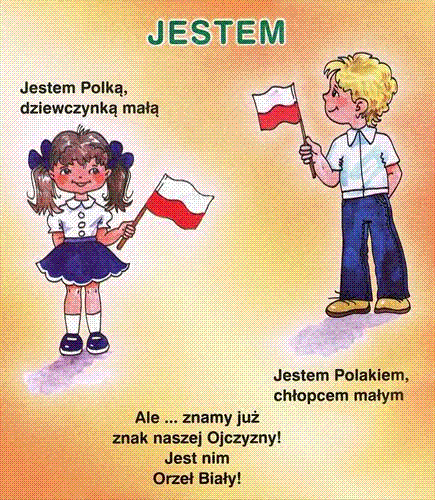 JESTEM
Jestem Polką,
dziewczynką małą
Jestem Polakiem,
chłopcem małym
Ale ... znamy już
znak naszej Ojczyzny!
Jest nim
Orzeł Biały!